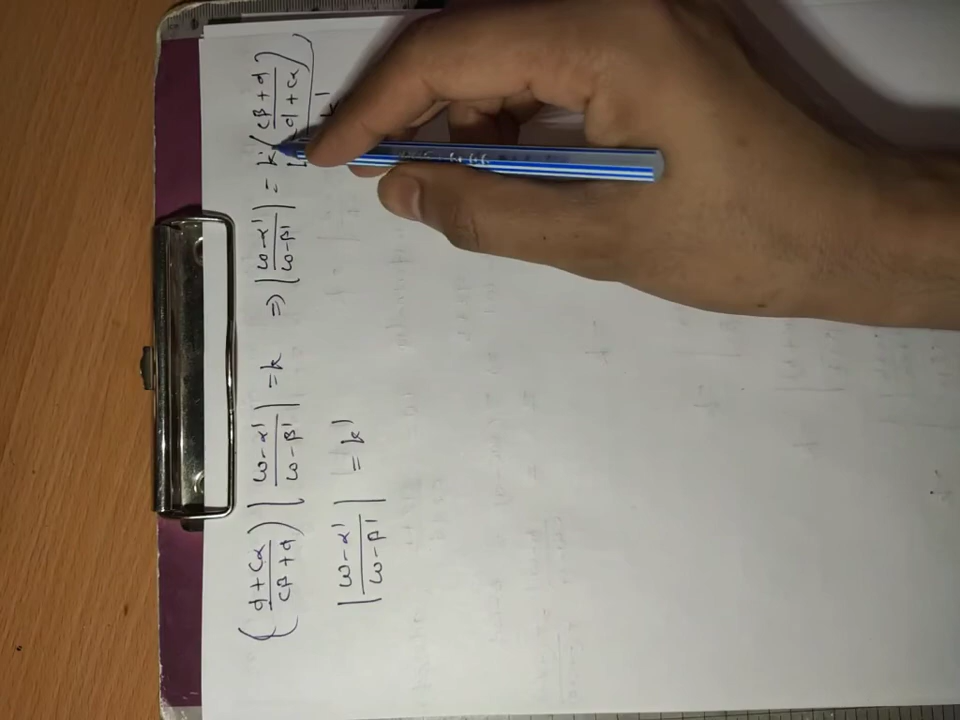 (d+cα / cβ+d) |ω-α' / ω-β'| = k ⇒ |ω-α' / ω-β'| = k (cβ+d / d+cα)
k'
|ω-α' / ω-β'| = k'